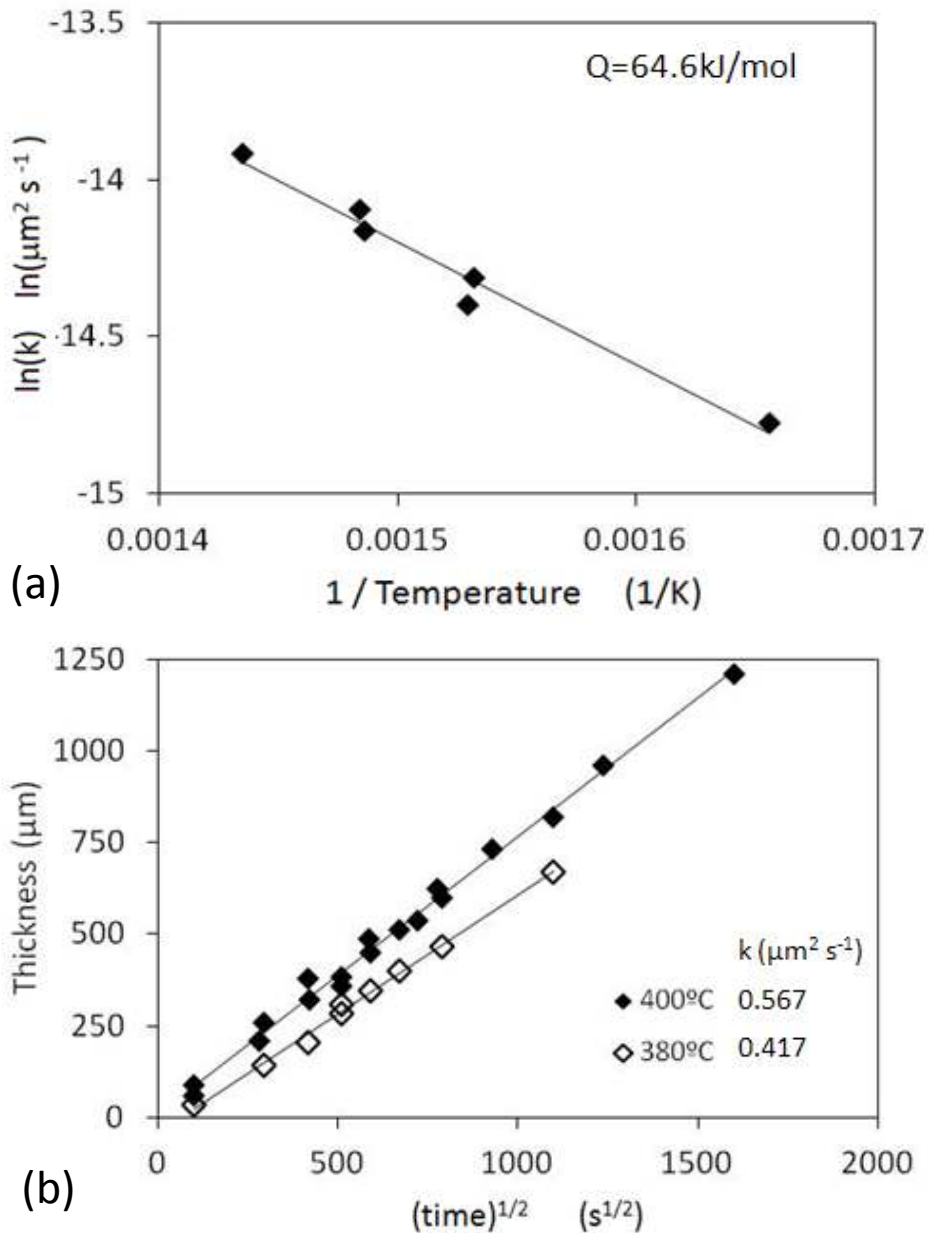 -13.5
Q=64.6kJ/mol
-14
-14.5
-15
ln(k) ln(μm² s⁻¹)
0.0014 0.0015 0.0016 0.0017
(a)
1 / Temperature (1/K)
1250
1000
750
500
250
0
Thickness (μm)
k (μm² s⁻¹)
400ºC 0.567
380ºC 0.417
0 500 1000 1500 2000
(b)
(time)¹/² (s¹/²)